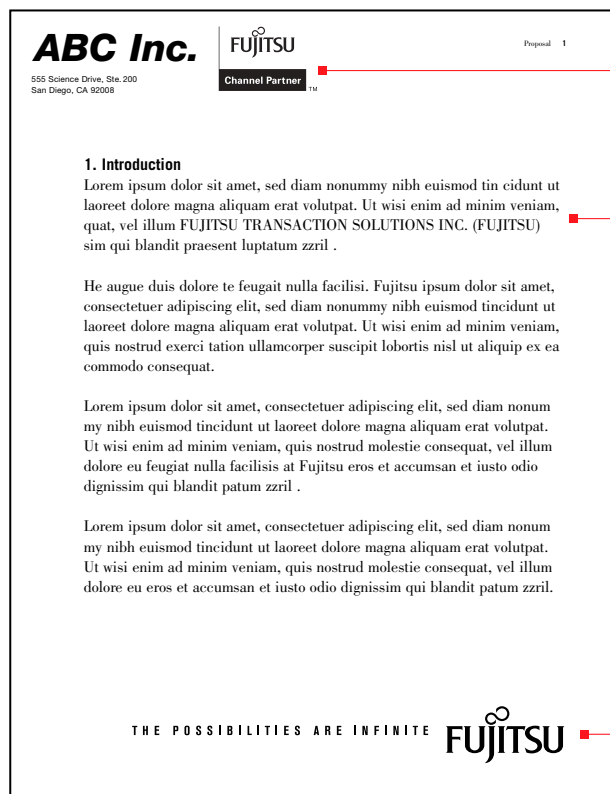 ABC Inc.
555 Science Drive, Ste. 200
San Diego, CA 92008
FUJITSU
Channel Partner
TM
Proposal 1
1. Introduction
Lorem ipsum dolor sit amet, sed diam nonummy nibh euismod tin cidunt ut
laoreet dolore magna aliquam erat volutpat. Ut wisi enim ad minim veniam,
quat, vel illum FUJITSU TRANSACTION SOLUTIONS INC. (FUJITSU)
sim qui blandit praesent luptatum zzril .
He augue duis dolore te feugait nulla facilisi. Fujitsu ipsum dolor sit amet,
consectetuer adipiscing elit, sed diam nonummy nibh euismod tincidunt ut
laoreet dolore magna aliquam erat volutpat. Ut wisi enim ad minim veniam,
quis nostrud exerci tation ullamcorper suscipit lobortis nisl ut aliquip ex ea
commodo consequat.
Lorem ipsum dolor sit amet, consectetuer adipiscing elit, sed diam nonum
my nibh euismod tincidunt ut laoreet dolore magna aliquam erat volutpat.
Ut wisi enim ad minim veniam, quis nostrud molestie consequat, vel illum
dolore eu feugiat nulla facilisis at Fujitsu eros et accumsan et iusto odio
dignissim qui blandit patum zzril .
Lorem ipsum dolor sit amet, consectetuer adipiscing elit, sed diam nonum
my nibh euismod tincidunt ut laoreet dolore magna aliquam erat volutpat.
Ut wisi enim ad minim veniam, quis nostrud molestie consequat, vel illum
dolore eu eros et accumsan et iusto odio dignissim qui blandit patum zzril.
THE POSSIBILITIES ARE INFINITE FUJITSU